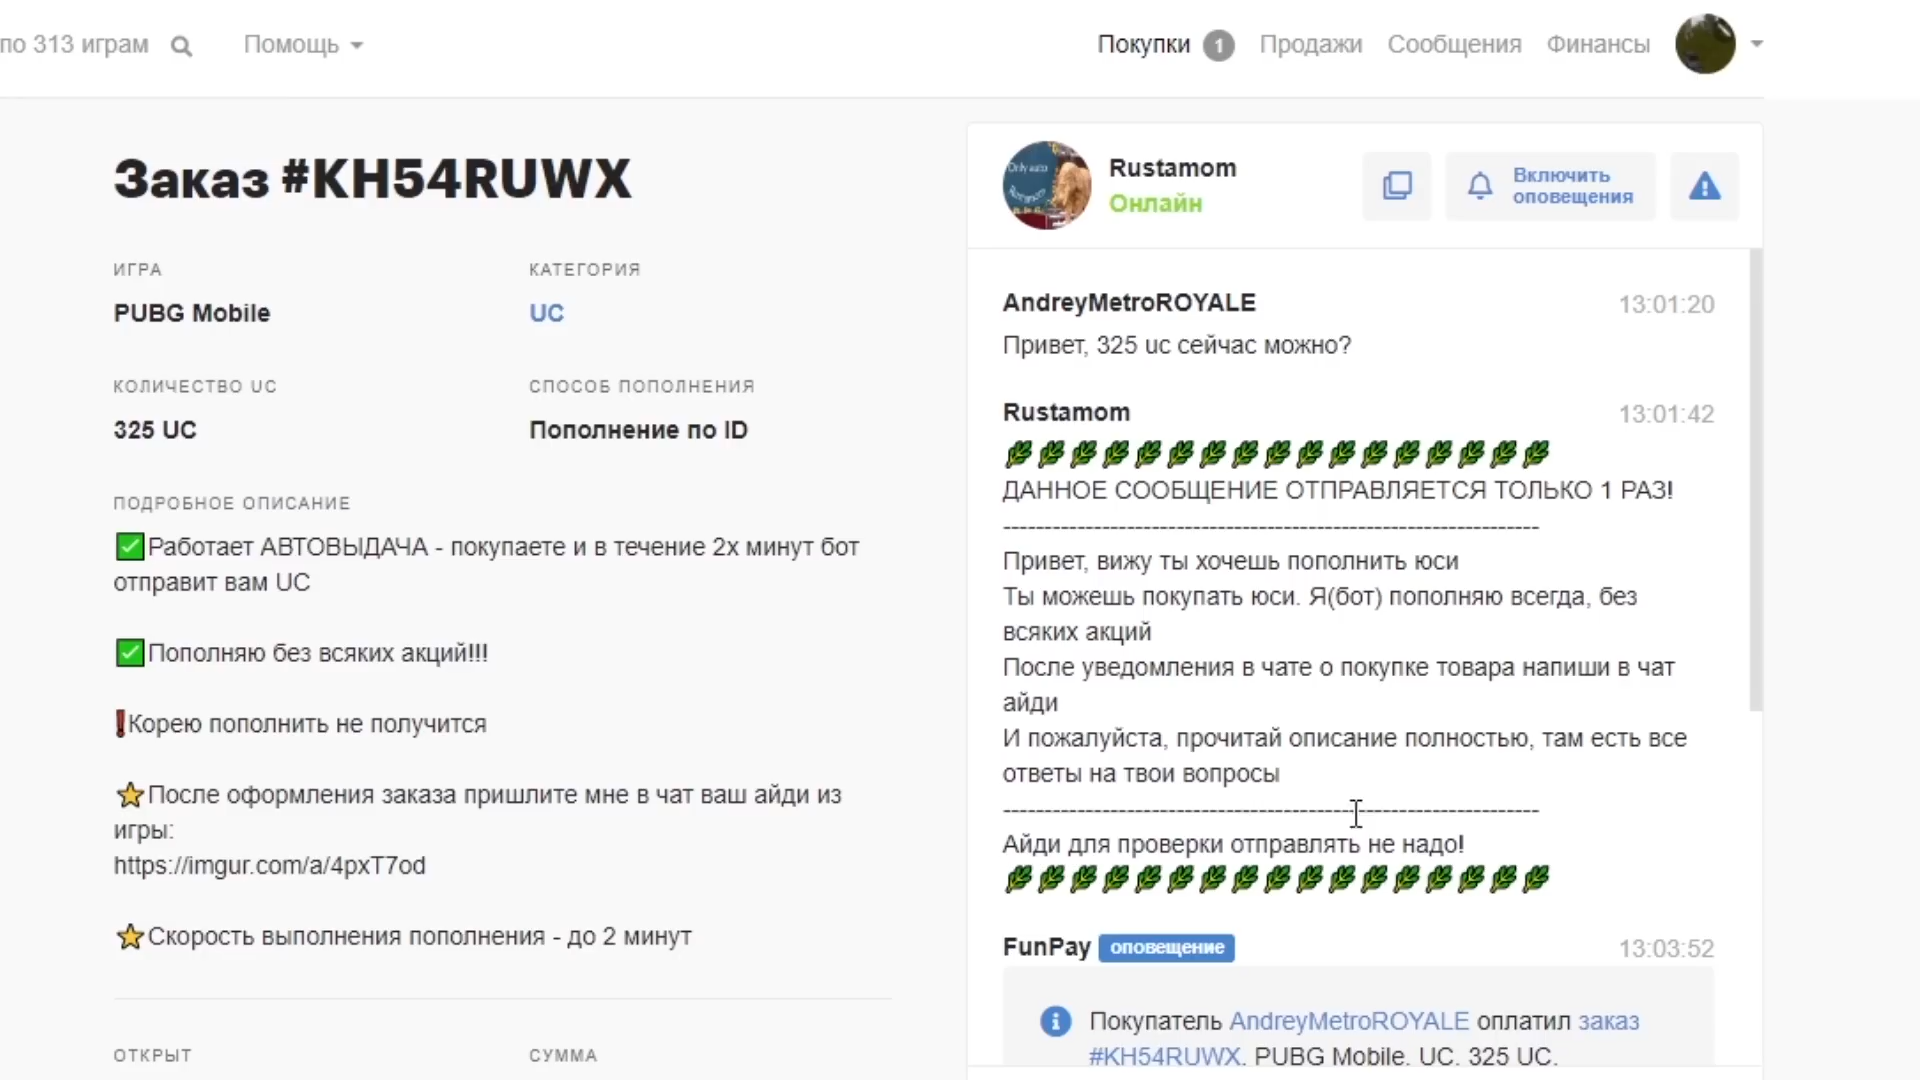 по 313 играм
Помощь
Покупки 1 Продажи Сообщения Финансы
Заказ #KH54RUWX
ИГРА
PUBG Mobile
КАТЕГОРИЯ
UC
КОЛИЧЕСТВО UC
325 UC
СПОСОБ ПОПОЛНЕНИЯ
Пополнение по ID
ПОДРОБНОЕ ОПИСАНИЕ
✅Работает АВТОВЫДАЧА - покупаете и в течение 2х минут бот
отправит вам UC
✅Пополняю без всяких акций!!!
❗Корею пополнить не получится
⭐После оформления заказа пришлите мне в чат ваш айди из
игры:
https://imgur.com/a/4pxT7od
⭐Скорость выполнения пополнения - до 2 минут
ОТКРЫТ
СУММА
Rustamom
Онлайн
Включить
оповещения
AndreyMetroROYALE 13:01:20
Привет, 325 uc сейчас можно?
Rustamom 13:01:42
ДАННОЕ СООБЩЕНИЕ ОТПРАВЛЯЕТСЯ ТОЛЬКО 1 РАЗ!
-----------------------------------------------------------------
Привет, вижу ты хочешь пополнить юси
Ты можешь покупать юси. Я(бот) пополняю всегда, без
всяких акций
После уведомления в чате о покупке товара напиши в чат
айди
И пожалуйста, прочитай описание полностью, там есть все
ответы на твои вопросы
-----------------------------------------------------------------
Айди для проверки отправлять не надо!
FunPay оповещение 13:03:52
Покупатель AndreyMetroROYALE оплатил заказ
#KH54RUWX. PUBG Mobile, UC, 325 UC,